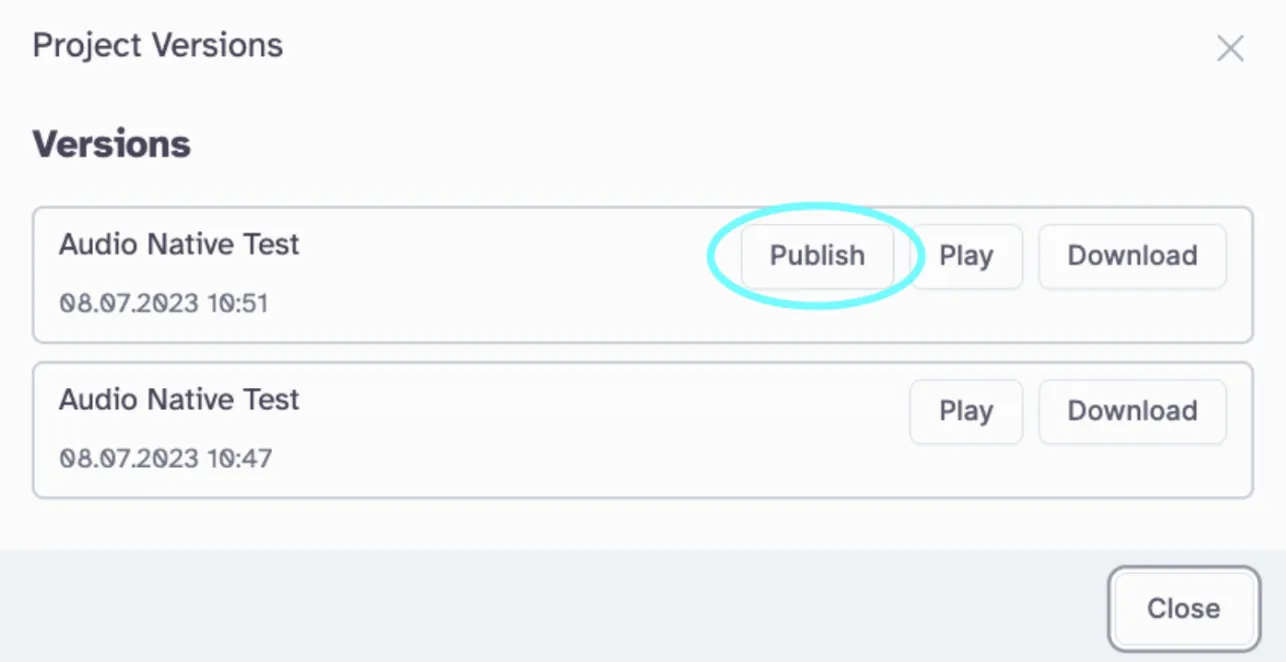 Project Versions
Versions
Audio Native Test
Publish Play Download
08.07.2023 10:51
Audio Native Test
Play Download
08.07.2023 10:47
Close